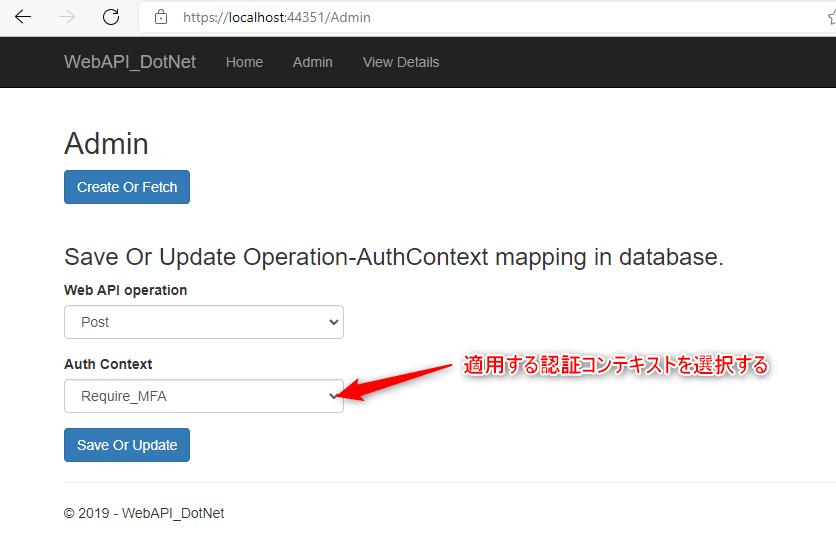 https://localhost:44351/Admin
WebAPI_DotNet Home Admin View Details
Admin
Create Or Fetch
Save Or Update Operation-AuthContext mapping in database.
Web API operation
Post
Auth Context
適用する認証コンテキストを選択する
Require_MFA
Save Or Update
© 2019 - WebAPI_DotNet